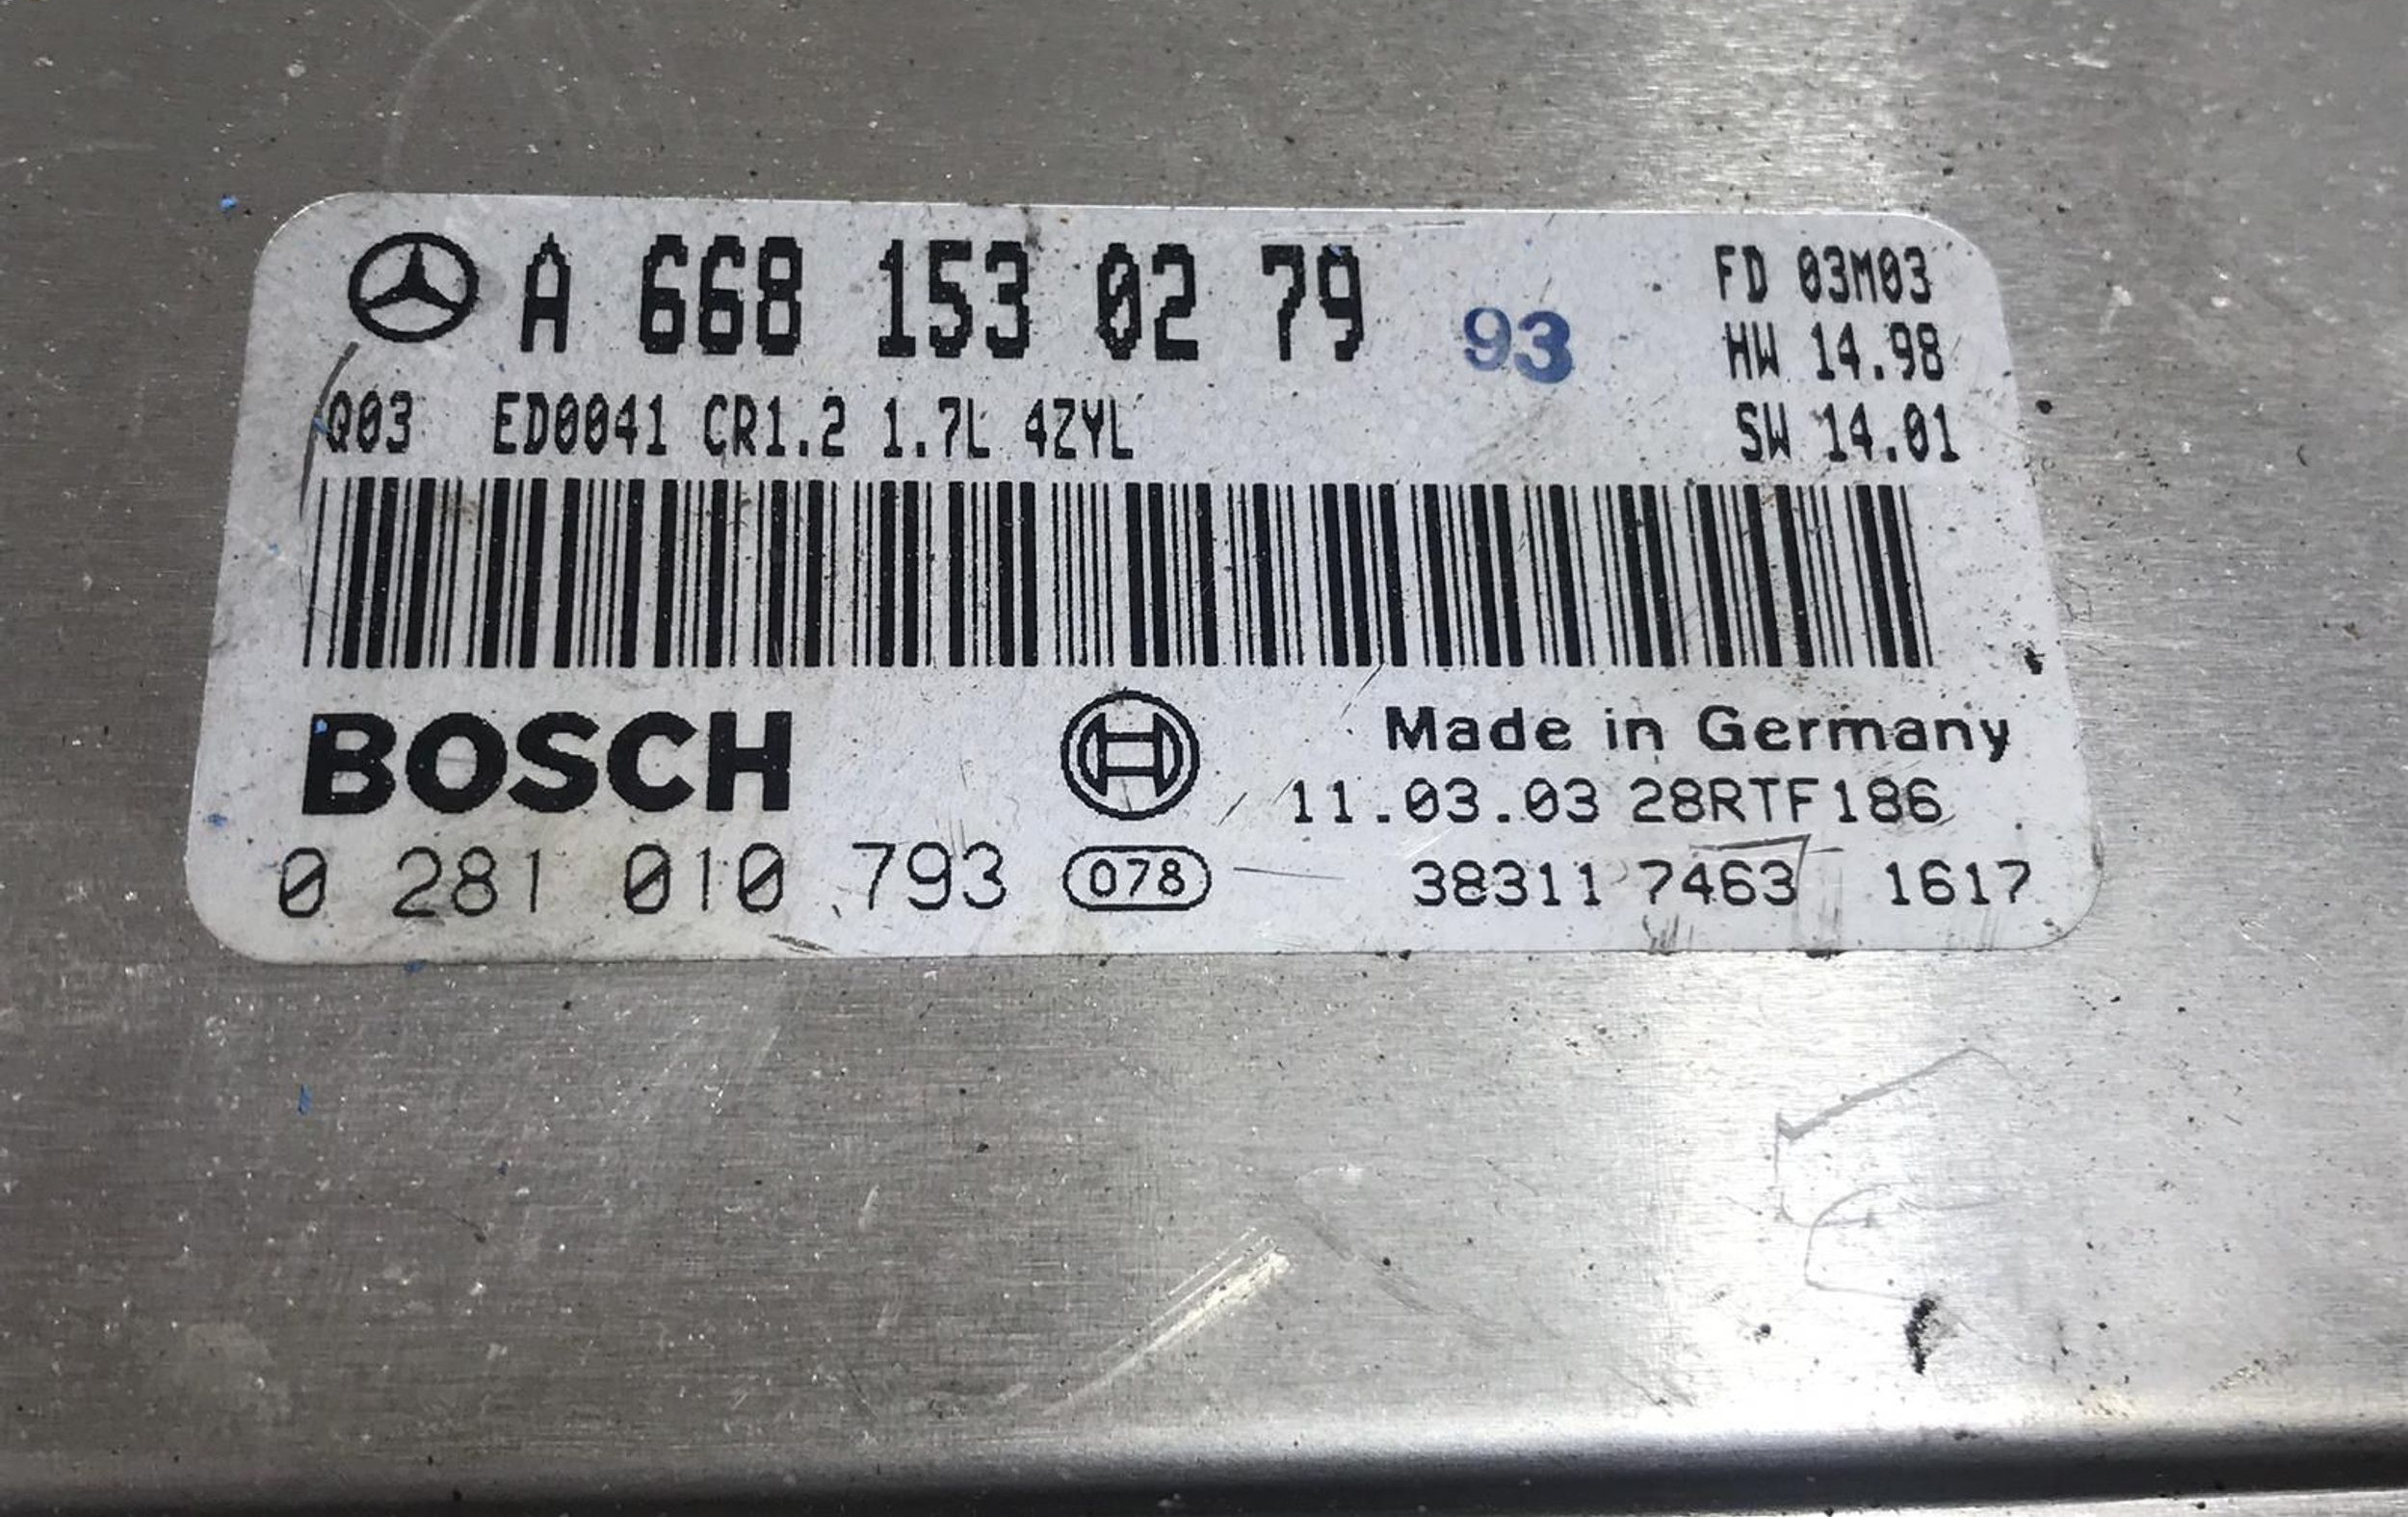 A 668 153 02 79 93 FD 03M03
HW 14.98
Q03 ED0041 CR1.2 1.7L 4ZYL SW 14.01
BOSCH Made in Germany
11.03.03 28RTF186
0 281 010 793 078 38311 7463 1617